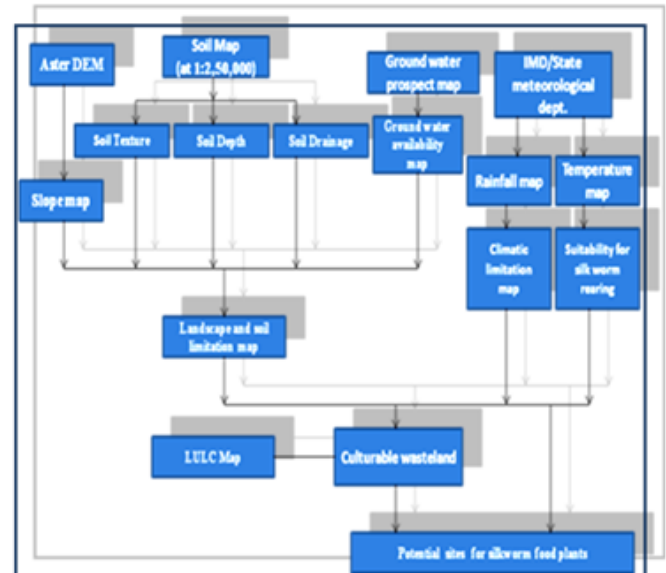 Aster DEM
Soil Map
(at 1:2,50,000)
Ground water
prospect map
IMD/State
meteorological
dept.
Soil Texture
Soil Depth
Soil Drainage
Ground water
availability
map
Slope map
Rainfall map
Temperature
map
Climatic
limitation
map
Suitability for
silk worm
rearing
Landscape and soil
limitation map
LULC Map
Culturable wasteland
Potential sites for silkworm food plants